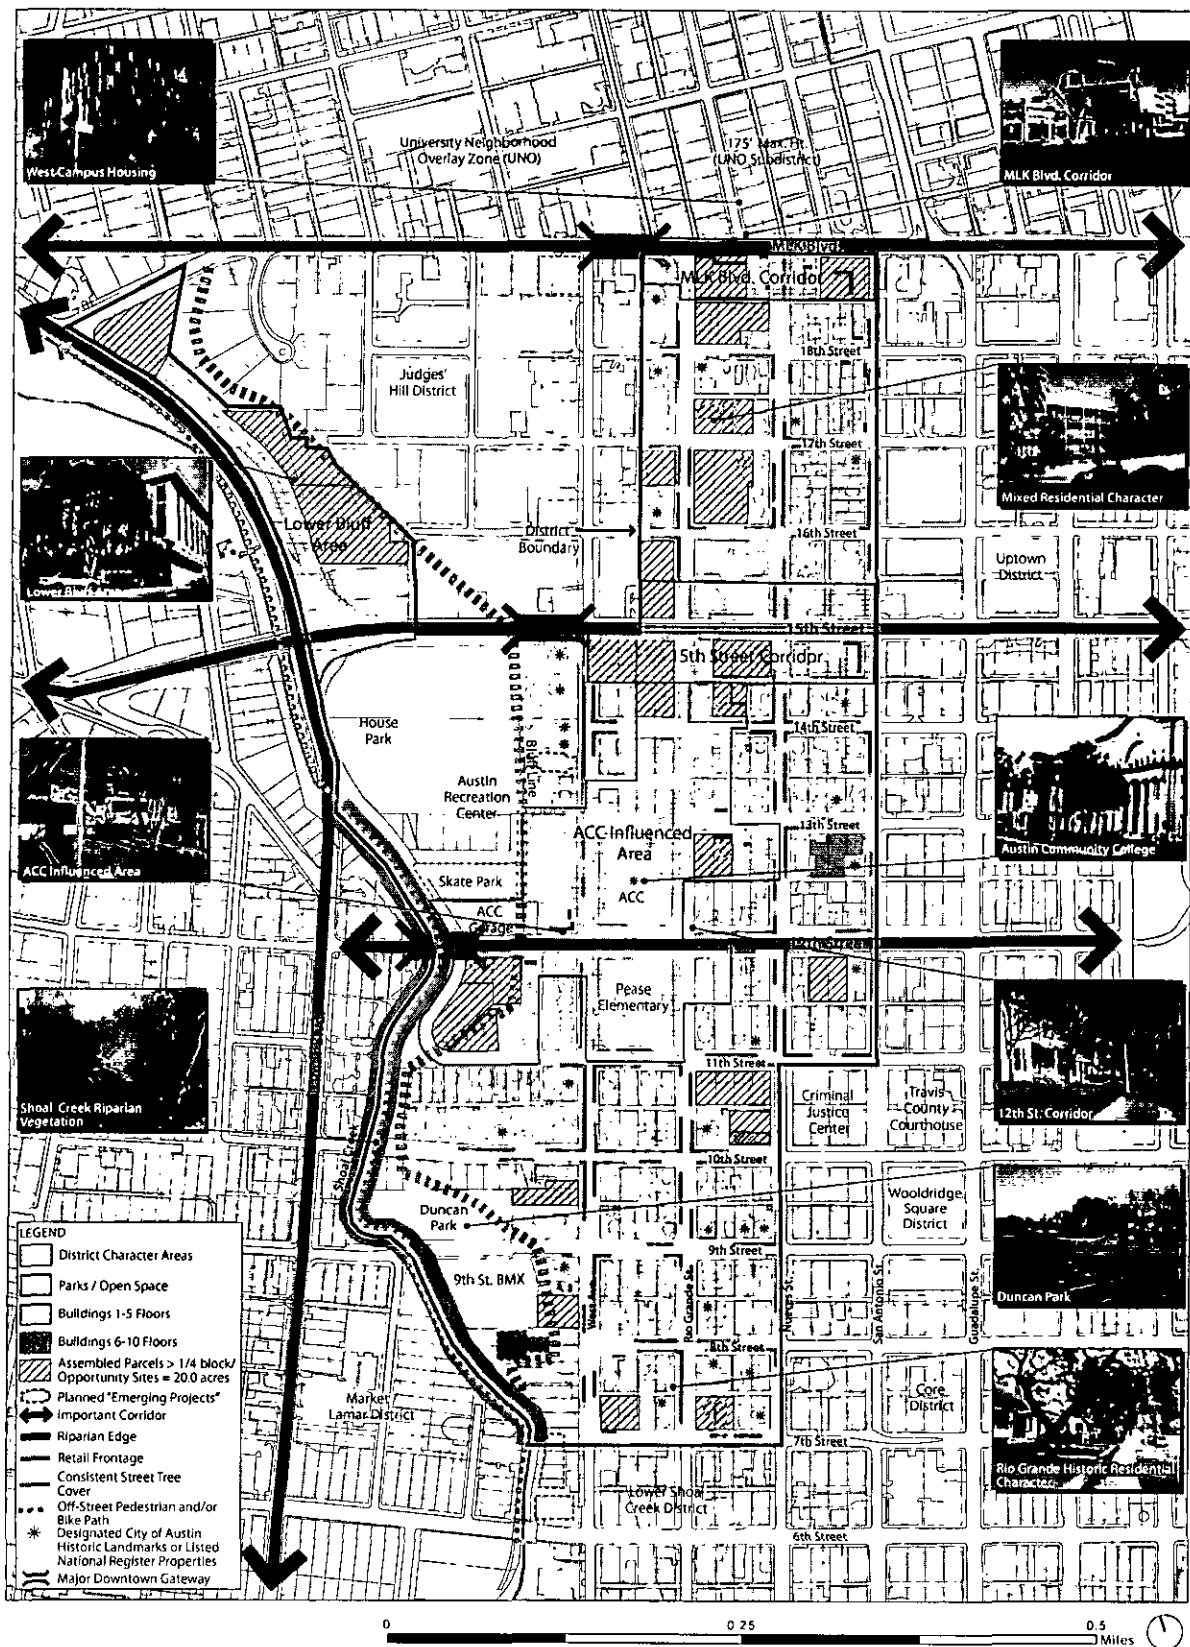 University Neighborhood
Overlay Zone (UNO)
175' Max. Ht.
(UNO Subdistrict)
West Campus Housing
MLK Blvd. Corridor
MLK Blvd.
MLK Blvd. Corridor
18th Street
Judges'
Hill District
17th Street
Mixed Residential Character
Lower Bluff
Area
District
Boundary
16th Street
Uptown
District
Lower Bluff Area
15th Street
15th Street Corridor
House
Park
14th Street
Bluff Line
Austin
Recreation
Center
ACC Influenced
Area
13th Street
Austin Community College
ACC Influenced Area
Skate Park
ACC
ACC
Garage
12th Street
Pease
Elementary
11th Street
Shoal Creek Riparian
Vegetation
Criminal
Justice
Center
Travis
County
Courthouse
12th St. Corridor
Shoal Creek
10th Street
Duncan
Park
Wooldridge
Square
District
9th Street
9th St. BMX
West Ave.
Rio Grande St.
Nueces St.
San Antonio St.
Guadalupe St.
Duncan Park
8th Street
Market
Lamar District
Core
District
7th Street
Rio Grande Historic Residential
Character
Lower Shoal
Creek District
6th Street
LEGEND
District Character Areas
Parks / Open Space
Buildings 1-5 Floors
Buildings 6-10 Floors
Assembled Parcels > 1/4 block/
Opportunity Sites = 20.0 acres
Planned "Emerging Projects"
Important Corridor
Riparian Edge
Retail Frontage
Consistent Street Tree
Cover
Off-Street Pedestrian and/or
Bike Path
Designated City of Austin
Historic Landmarks or Listed
National Register Properties
Major Downtown Gateway
0 0 25 0.5
Miles